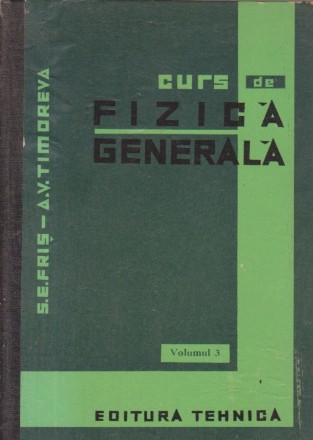 curs de
FIZICĂ
GENERALĂ
S.E.FRIŞ-A.V.TIMOREVA
Volumul 3
EDITURA TEHNICA